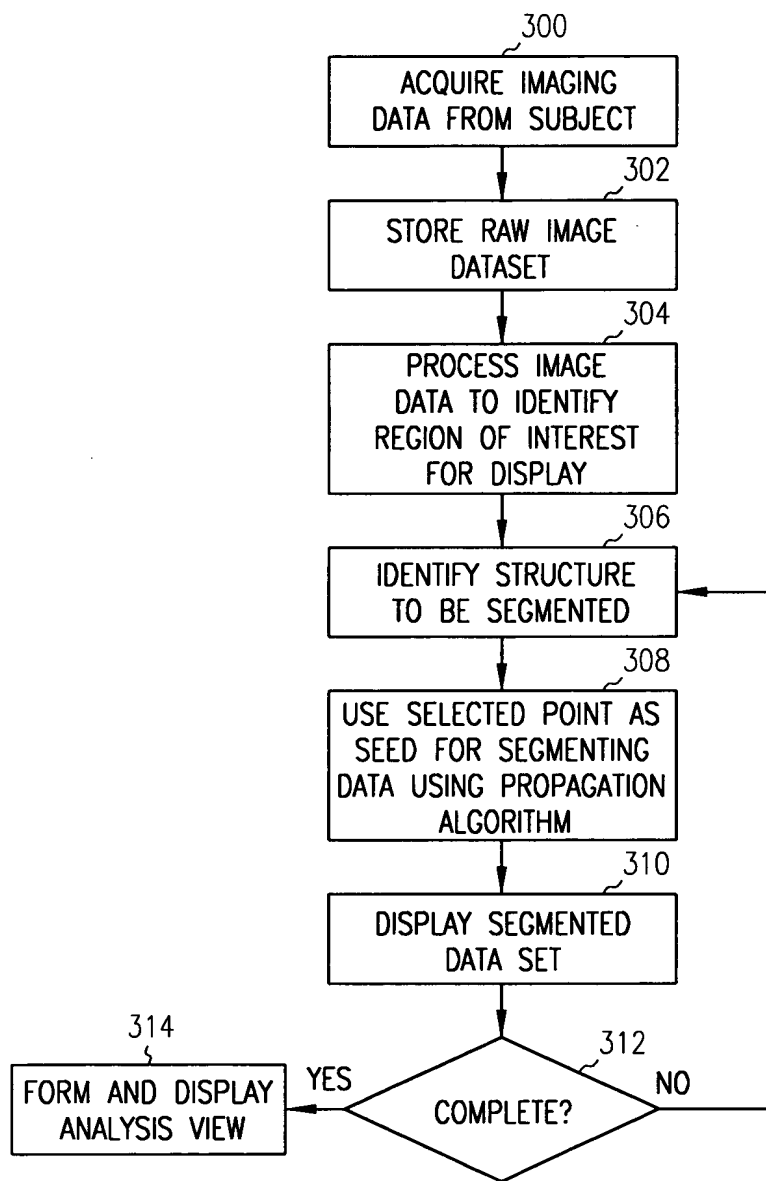 300
ACQUIRE IMAGING
DATA FROM SUBJECT
302
STORE RAW IMAGE
DATASET
304
PROCESS IMAGE
DATA TO IDENTIFY
REGION OF INTEREST
FOR DISPLAY
306
IDENTIFY STRUCTURE
TO BE SEGMENTED
308
USE SELECTED POINT AS
SEED FOR SEGMENTING
DATA USING PROPAGATION
ALGORITHM
310
DISPLAY SEGMENTED
DATA SET
312
COMPLETE?
YES
NO
314
FORM AND DISPLAY
ANALYSIS VIEW